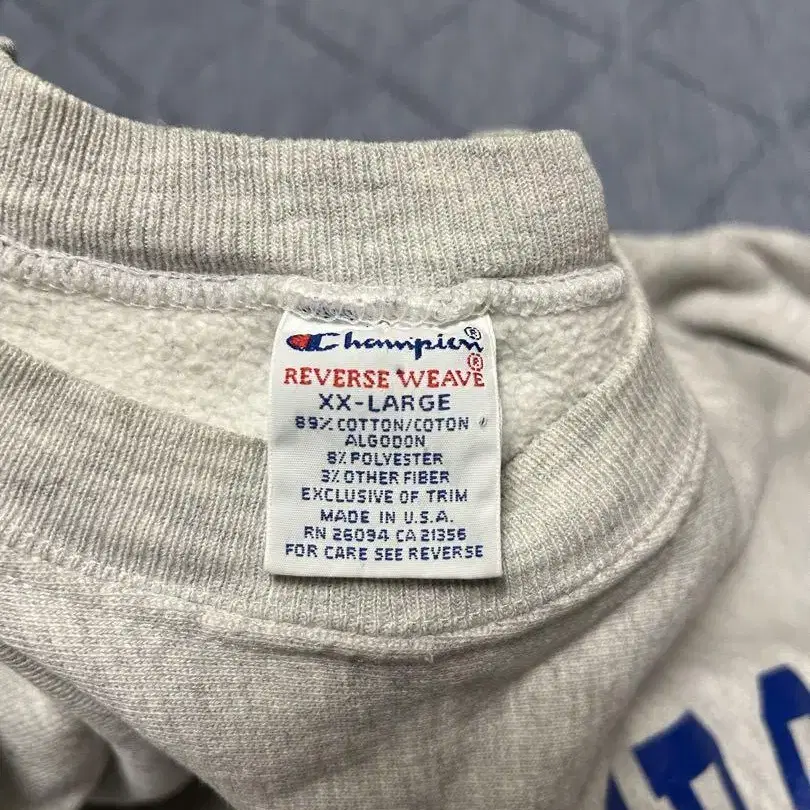 Champion®
REVERSE WEAVE®
XX-LARGE
89% COTTON/COTON
ALGODON
8% POLYESTER
3% OTHER FIBER
EXCLUSIVE OF TRIM
MADE IN U.S.A.
RN 26094 CA 21356
FOR CARE SEE REVERSE